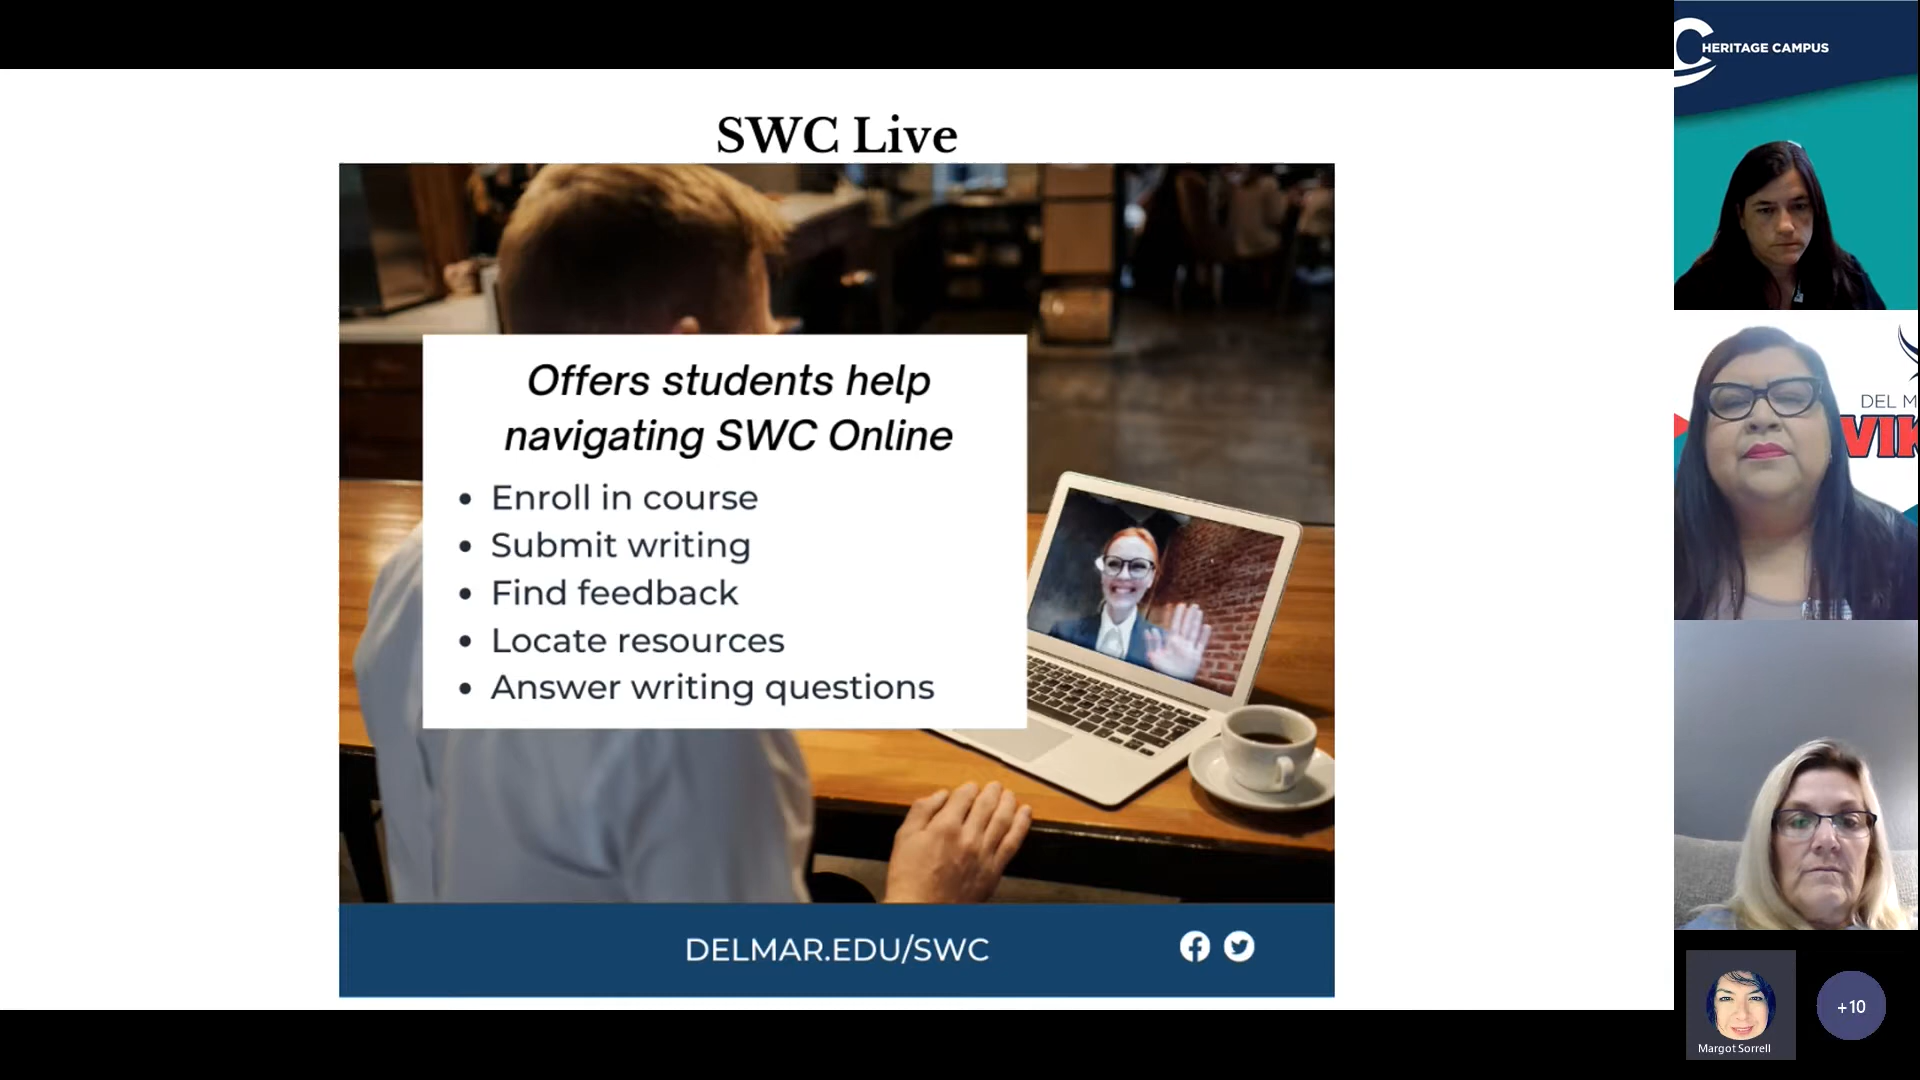 SWC Live
Offers students help
navigating SWC Online
• Enroll in course
• Submit writing
• Find feedback
• Locate resources
• Answer writing questions
DELMAR.EDU/SWC
HERITAGE CAMPUS
DEL M
VIK
Margot Sorrell
+10